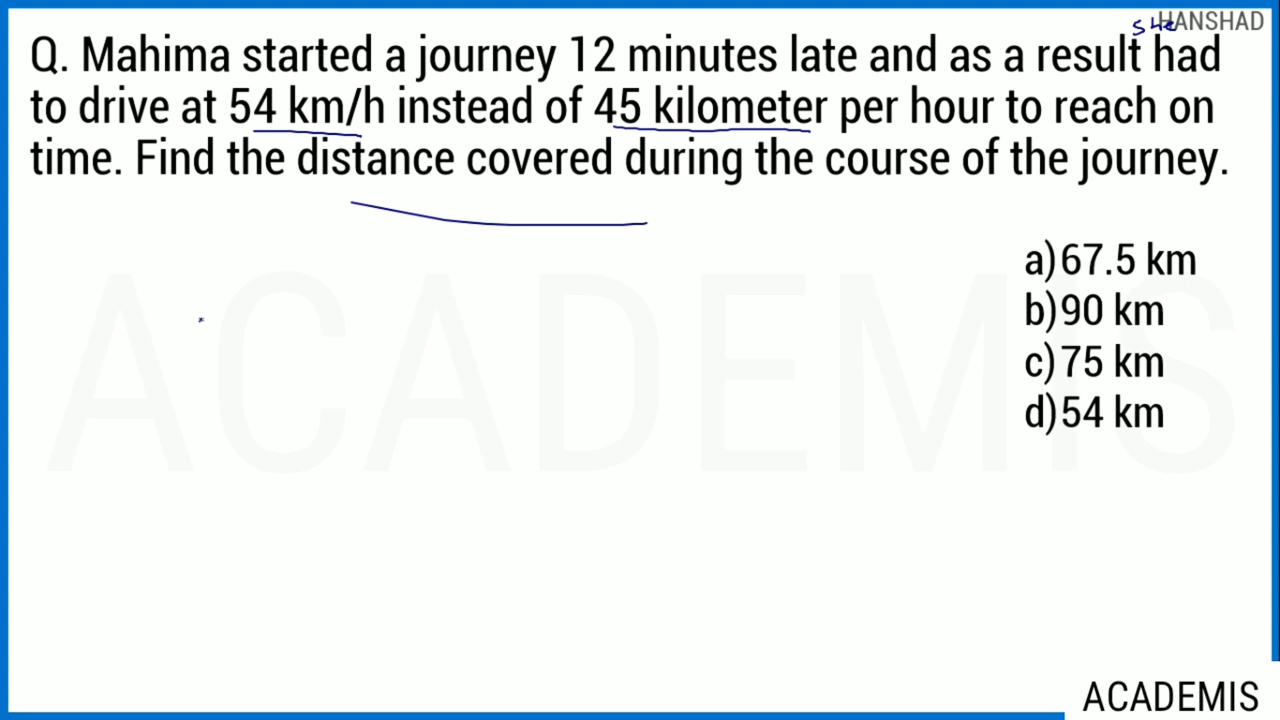 HANSHAD
she
Q. Mahima started a journey 12 minutes late and as a result had
to drive at 54 km/h instead of 45 kilometer per hour to reach on
time. Find the distance covered during the course of the journey.
a)67.5 km
b)90 km
c)75 km
d)54 km
ACADEMIS
ACADEMIS